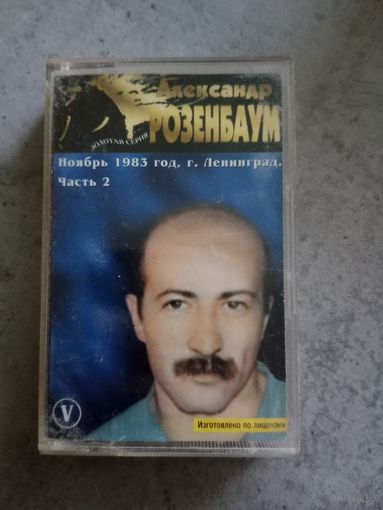 Александр
РОЗЕНБАУМ
ЗОЛОТАЯ СЕРИЯ
Ноябрь 1983 год, г. Ленинград.
Часть 2
V
Изготовлено по лицензии